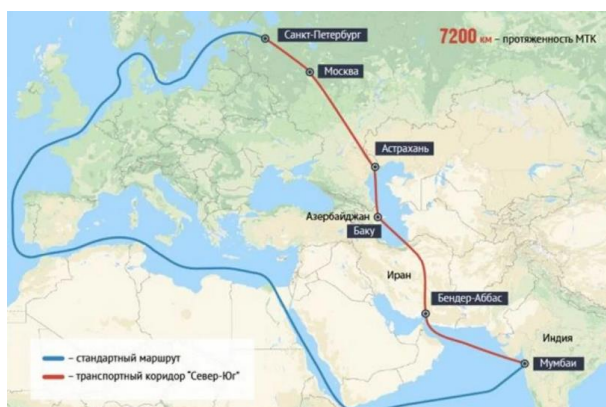 Санкт-Петербург
7200 км – протяженность МТК
Москва
Астрахань
Азербайджан
Баку
Иран
Бендер-Аббас
Индия
Мумбаи
– стандартный маршрут
– транспортный коридор "Север-Юг"